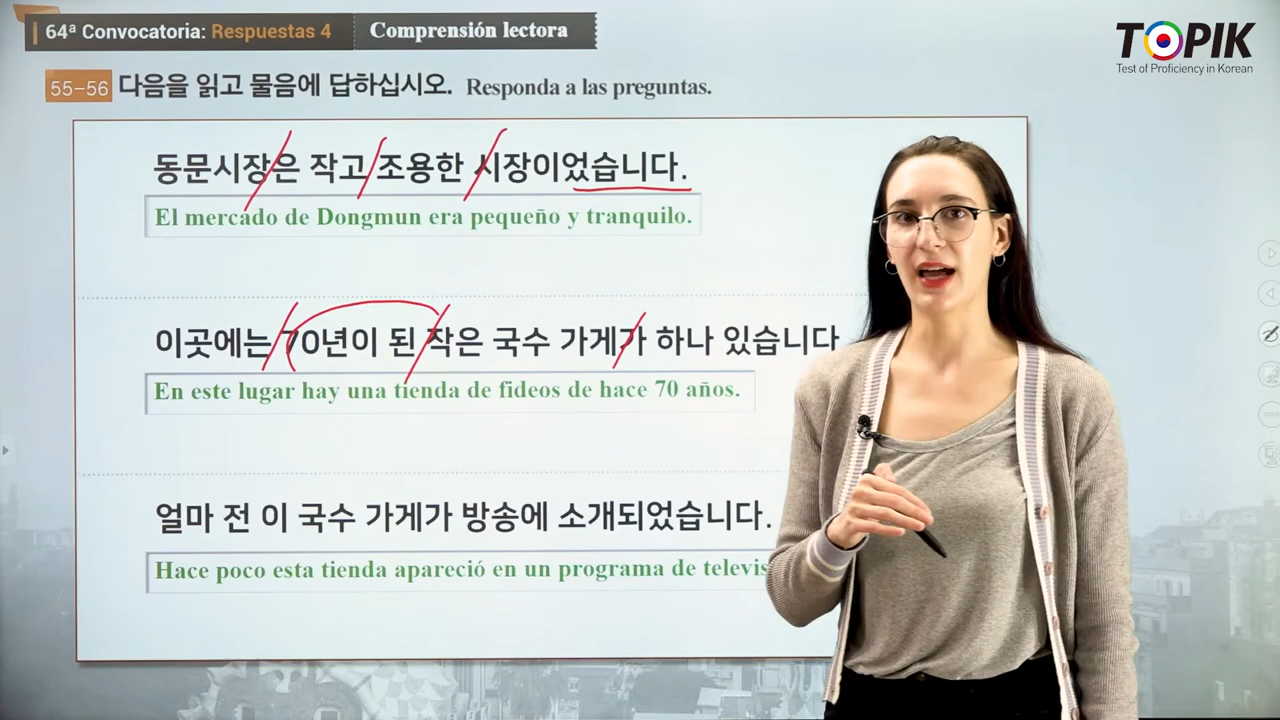 64ª Convocatoria: Respuestas 4 Comprensión lectora
TOPIK
Test of Proficiency in Korean
55-56 다음을 읽고 물음에 답하십시오. Responda a las preguntas.
동문시장은 작고 조용한 시장이었습니다.
El mercado de Dongmun era pequeño y tranquilo.
이곳에는 70년이 된 작은 국수 가게가 하나 있습니다
En este lugar hay una tienda de fideos de hace 70 años.
얼마 전 이 국수 가게가 방송에 소개되었습니다.
Hace poco esta tienda apareció en un programa de televis